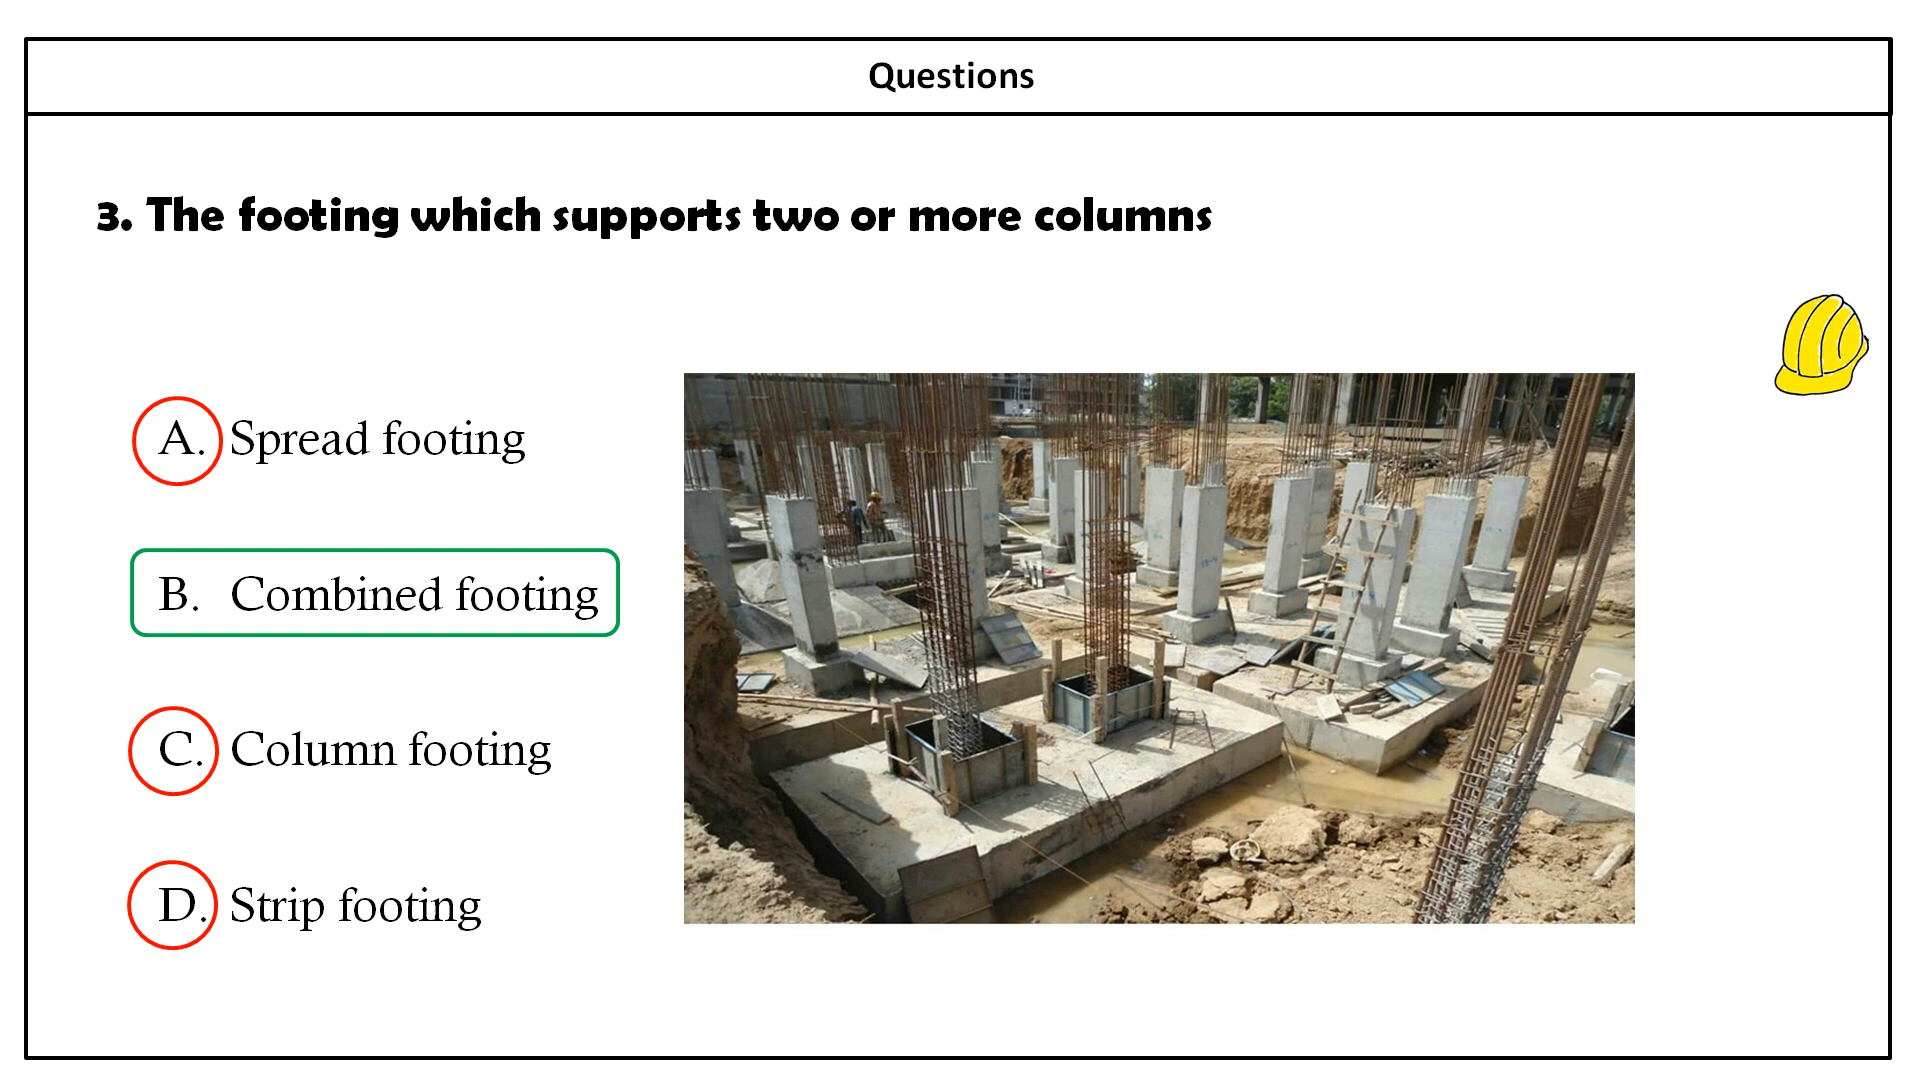 Questions
3. The footing which supports two or more columns
A. Spread footing
B. Combined footing
C. Column footing
D. Strip footing